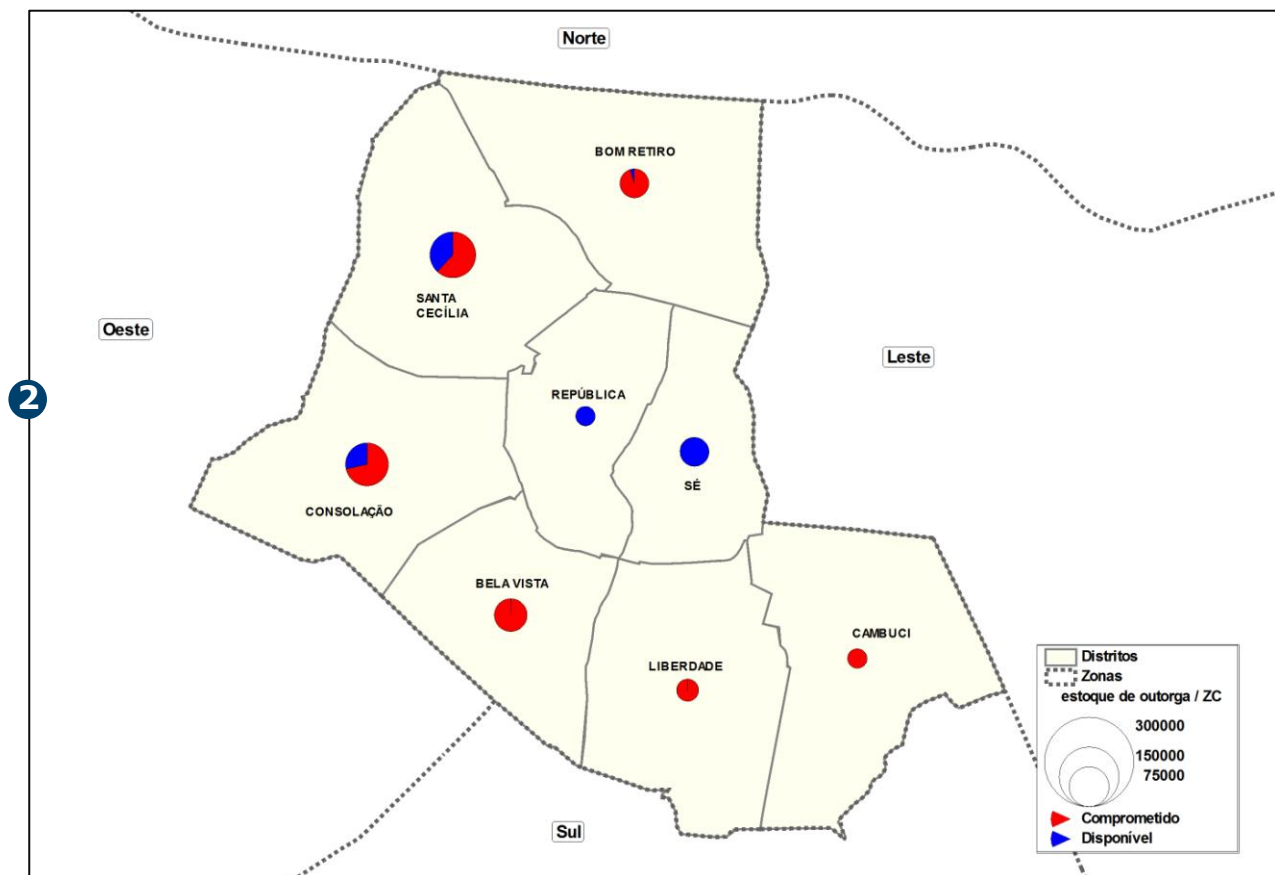 Norte
BOM RETIRO
SANTA
CECÍLIA
Oeste
Leste
2
REPÚBLICA
SÉ
CONSOLAÇÃO
BELA VISTA
CAMBUCI
LIBERDADE
Distritos
Zonas
estoque de outorga / ZC
300000
150000
75000
Comprometido
Disponível
Sul